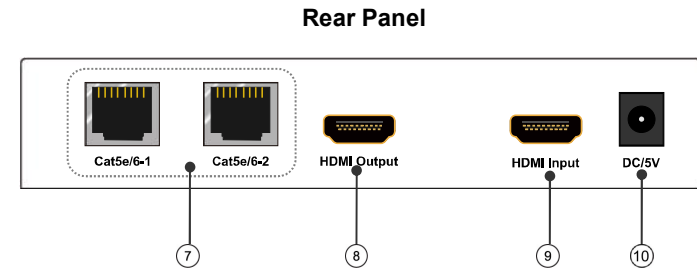 Rear Panel
Cat5e/6-1 Cat5e/6-2 HDMI Output HDMI Input DC/5V
7 8 9 10